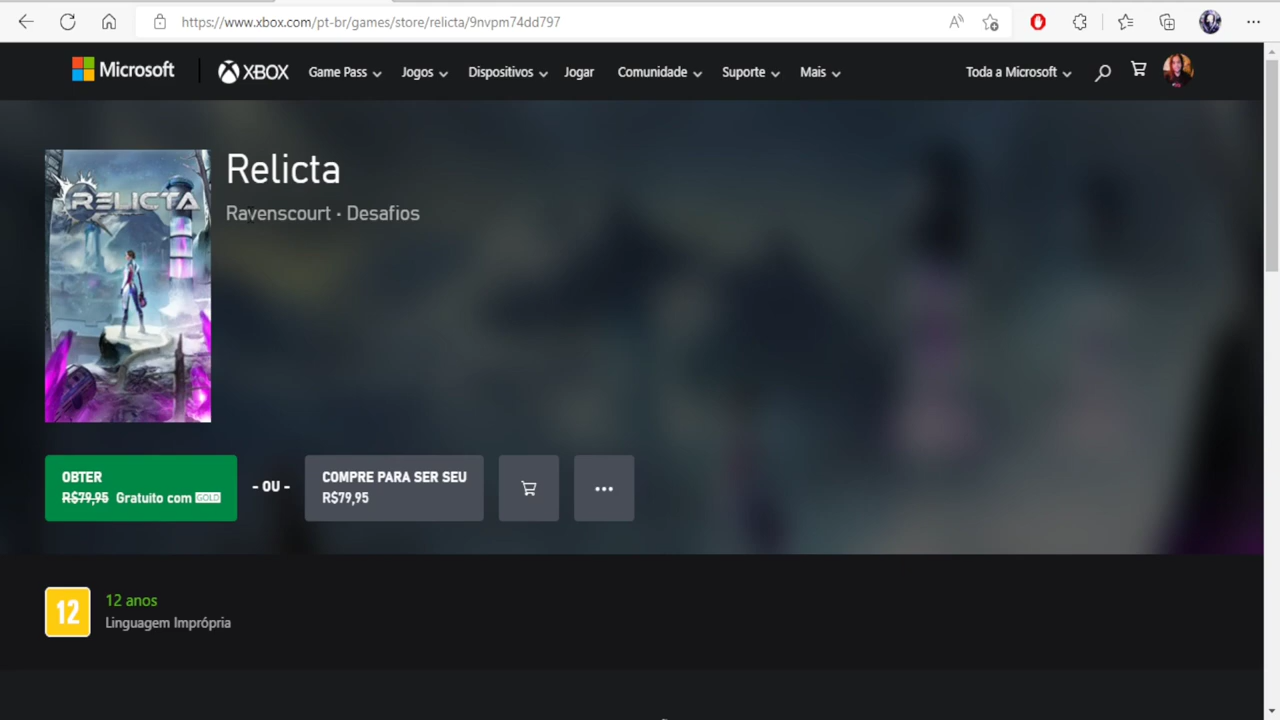 https://www.xbox.com/pt-br/games/store/relicta/9nvpm74dd797
Microsoft XBOX Game Pass Jogos Dispositivos Jogar Comunidade Suporte Mais Toda a Microsoft
RELICTA
Relicta
Ravenscourt · Desafios
OBTER
R$79,95 Gratuito com GOLD
- OU -
COMPRE PARA SER SEU
R$79,95
12
12 anos
Linguagem Imprópria